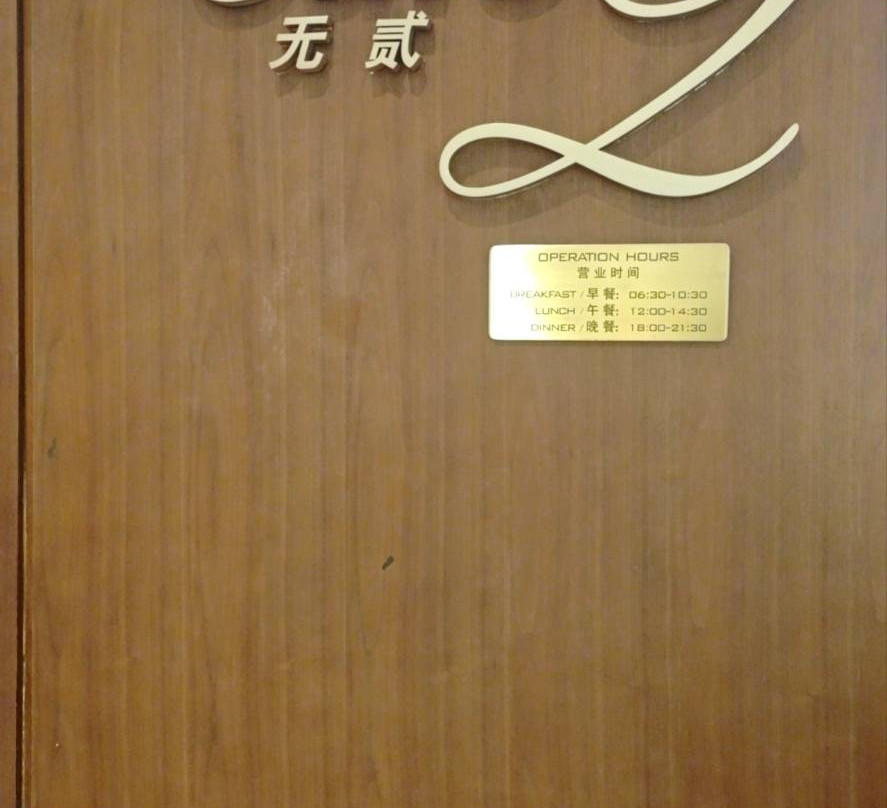 无 贰
OPERATION HOURS
营业时间
BREAKFAST / 早 餐: 06:30-10:30
LUNCH / 午 餐: 12:00-14:30
DINNER / 晚 餐: 18:00-21:30